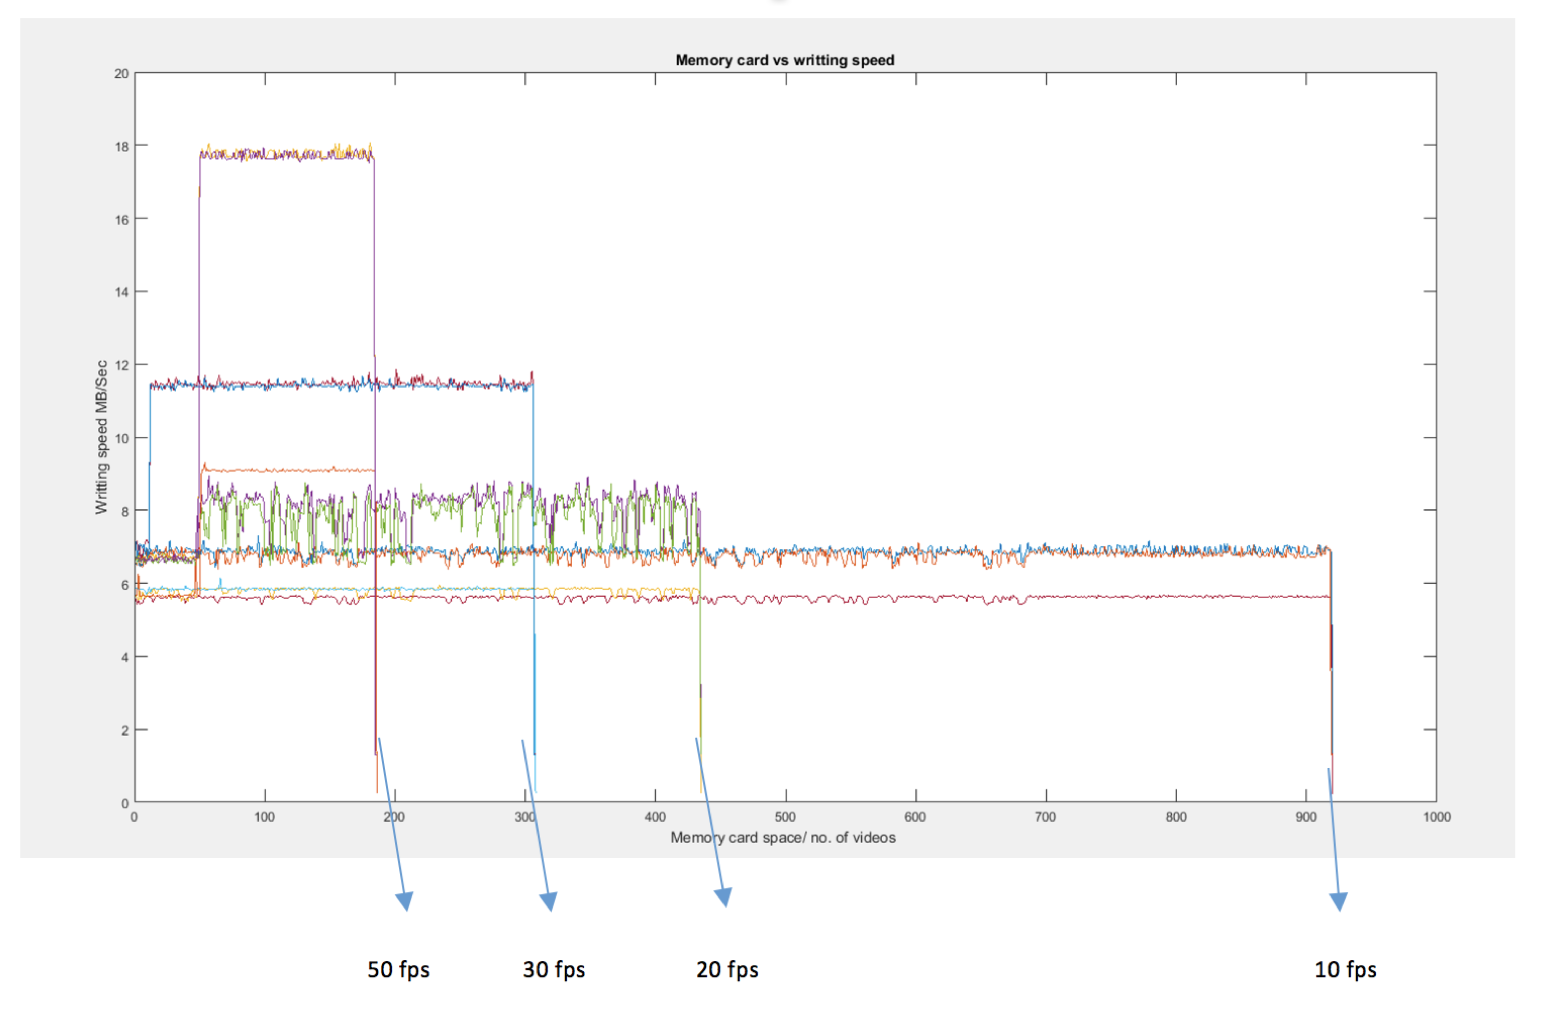 Memory card vs writting speed
20
18
16
14
12
10
8
6
4
2
0
Writting speed MB/Sec
0 100 200 300 400 500 600 700 800 900 1000
Memory card space/ no. of videos
50 fps 30 fps 20 fps 10 fps